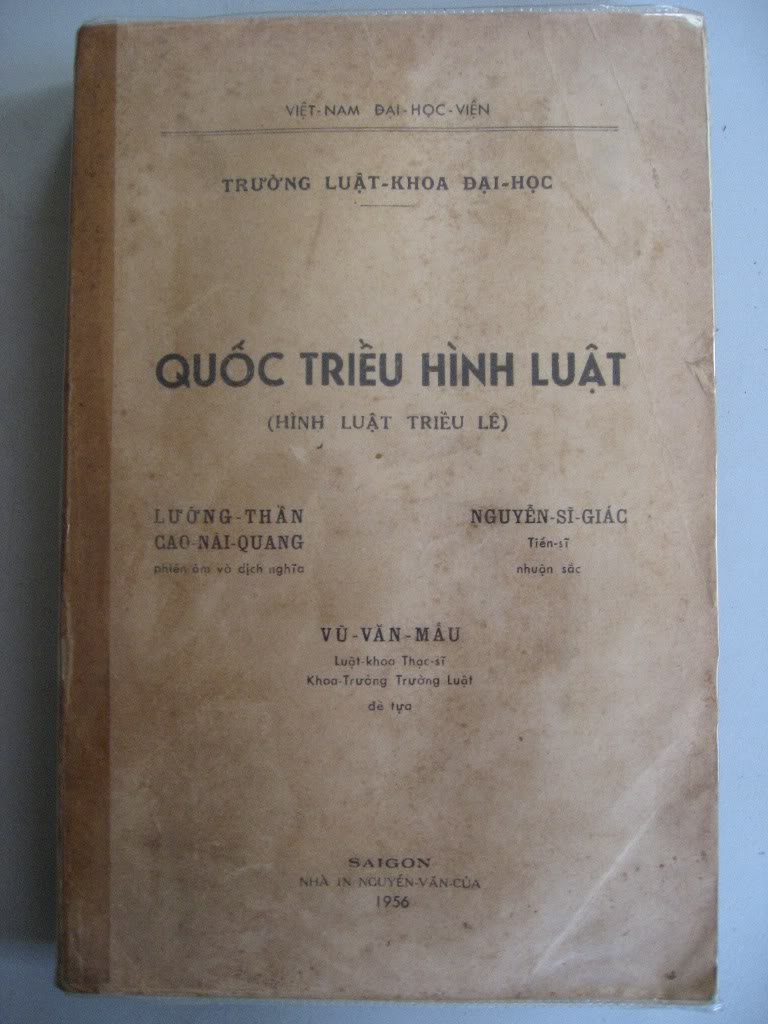 VIỆT-NAM ĐẠI-HỌC-VIỆN
TRƯỜNG LUẬT-KHOA ĐẠI-HỌC
QUỐC TRIỀU HÌNH LUẬT
(HÌNH LUẬT TRIỀU LÊ)
LƯỠNG-THẦN
CAO-NÃI-QUANG
phiên âm và dịch nghĩa
NGUYỄN-SĨ-GIÁC
Tiến-sĩ
nhuận sắc
VŨ-VĂN-MẪU
Luật-khoa Thạc-sĩ
Khoa-Trưởng Trường Luật
đề tựa
SAIGON
NHÀ IN NGUYỄN-VĂN-CỦA
1956